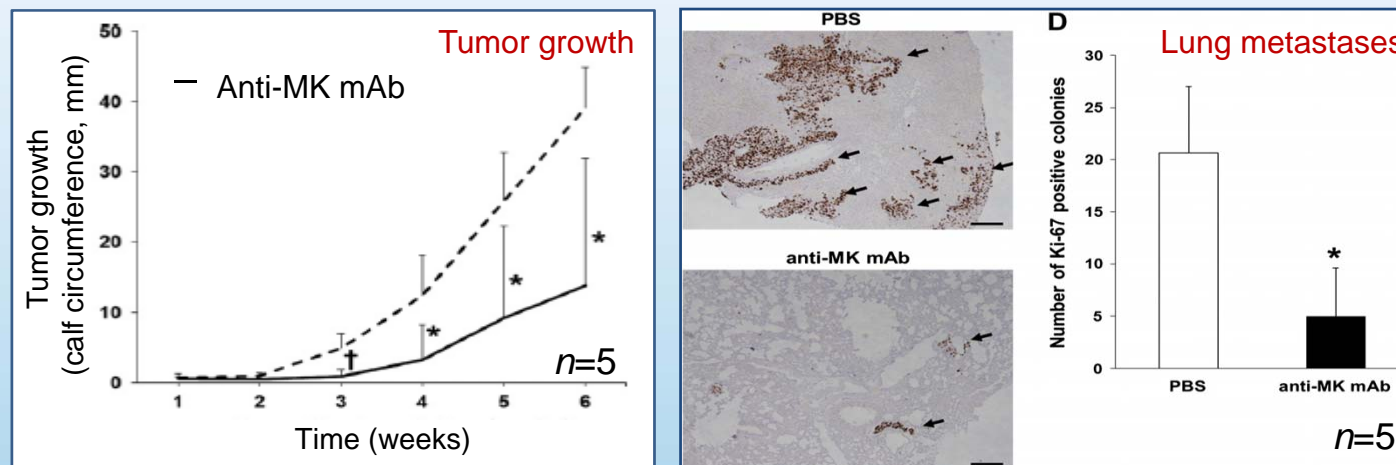 Tumor growth
50
40
30
20
10
0
Tumor growth
(calf circumference, mm)
— Anti-MK mAb
†
*
*
*
n=5
1 2 3 4 5 6
Time (weeks)
PBS
anti-MK mAb
D
Lung metastases
Number of Ki-67 positive colonies
30
25
20
15
10
5
0
*
PBS anti-MK mAb
n=5